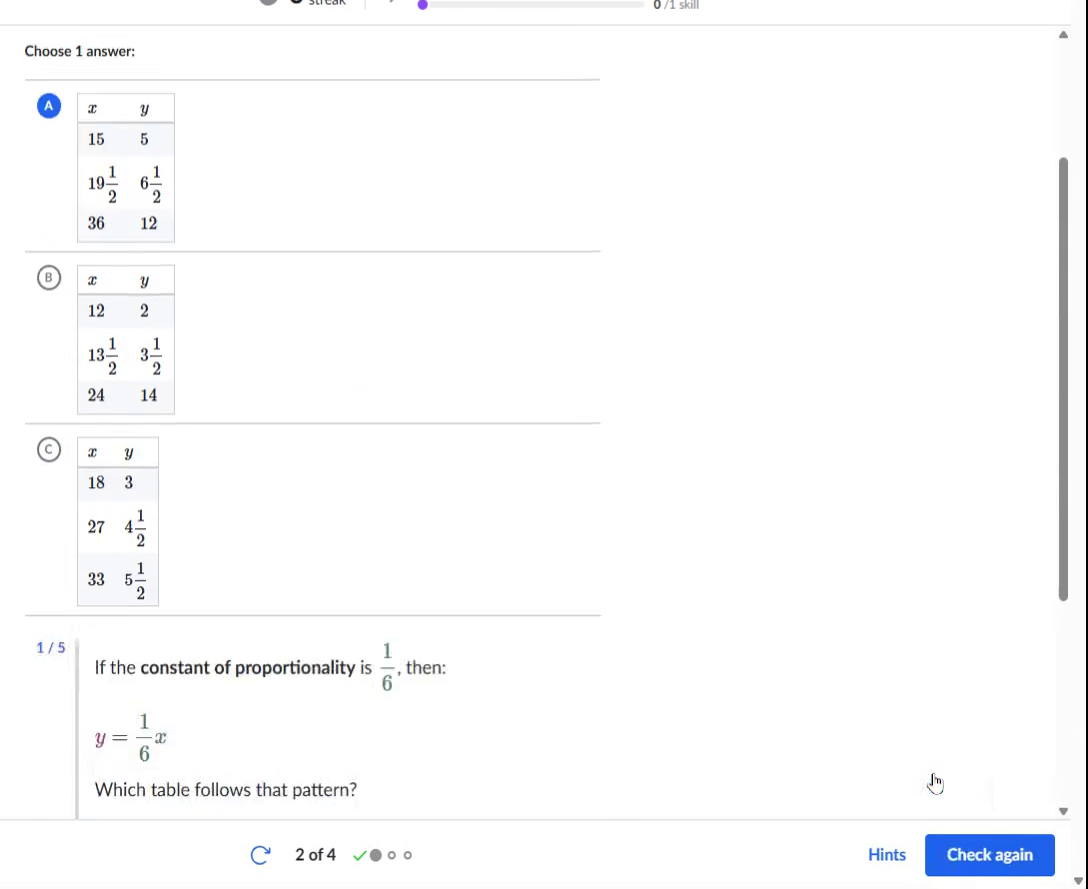 streak
0 /1 skill
Choose 1 answer:
A
x y
15 5
19 1/2 6 1/2
36 12
B
x y
12 2
13 1/2 3 1/2
24 14
C
x y
18 3
27 4 1/2
33 5 1/2
1 / 5
If the constant of proportionality is 1/6, then:
y = 1/6 x
Which table follows that pattern?
2 of 4
Hints
Check again